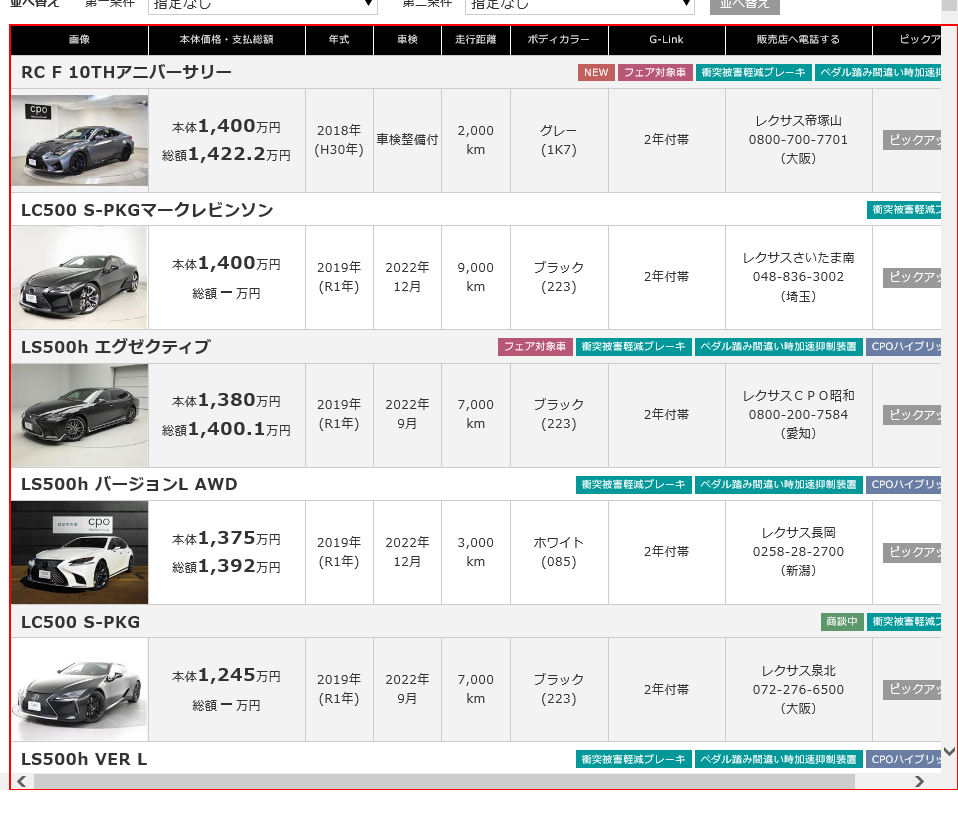 並べ替え 第一条件 指定なし 第二条件 指定なし 並べ替え
画像 本体価格・支払総額 年式 車検 走行距離 ボディカラー G-Link 販売店へ電話する ピックア
RC F 10THアニバーサリー NEW フェア対象車 衝突被害軽減ブレーキ ペダル踏み間違い時加速抑
cpo
本体1,400万円
総額1,422.2万円
2018年
(H30年)
車検整備付
2,000
km
グレー
(1K7)
2年付帯
レクサス帝塚山
0800-700-7701
（大阪）
ピックアッ
LC500 S-PKGマークレビンソン 衝突被害軽減ブ
本体1,400万円
総額ー万円
2019年
(R1年)
2022年
12月
9,000
km
ブラック
(223)
2年付帯
レクサスさいたま南
048-836-3002
（埼玉）
ピックアッ
LS500h エグゼクティブ フェア対象車 衝突被害軽減ブレーキ ペダル踏み間違い時加速抑制装置 CPOハイブリッ
本体1,380万円
総額1,400.1万円
2019年
(R1年)
2022年
9月
7,000
km
ブラック
(223)
2年付帯
レクサスＣＰＯ昭和
0800-200-7584
（愛知）
ピックアッ
LS500h バージョンL AWD 衝突被害軽減ブレーキ ペダル踏み間違い時加速抑制装置 CPOハイブリッ
cpo
本体1,375万円
総額1,392万円
2019年
(R1年)
2022年
12月
3,000
km
ホワイト
(085)
2年付帯
レクサス長岡
0258-28-2700
（新潟）
ピックアッ
LC500 S-PKG 商談中 衝突被害軽減ブ
本体1,245万円
総額ー万円
2019年
(R1年)
2022年
9月
7,000
km
ブラック
(223)
2年付帯
レクサス泉北
072-276-6500
（大阪）
ピックアッ
LS500h VER L 衝突被害軽減ブレーキ ペダル踏み間違い時加速抑制装置 CPOハイブリッ